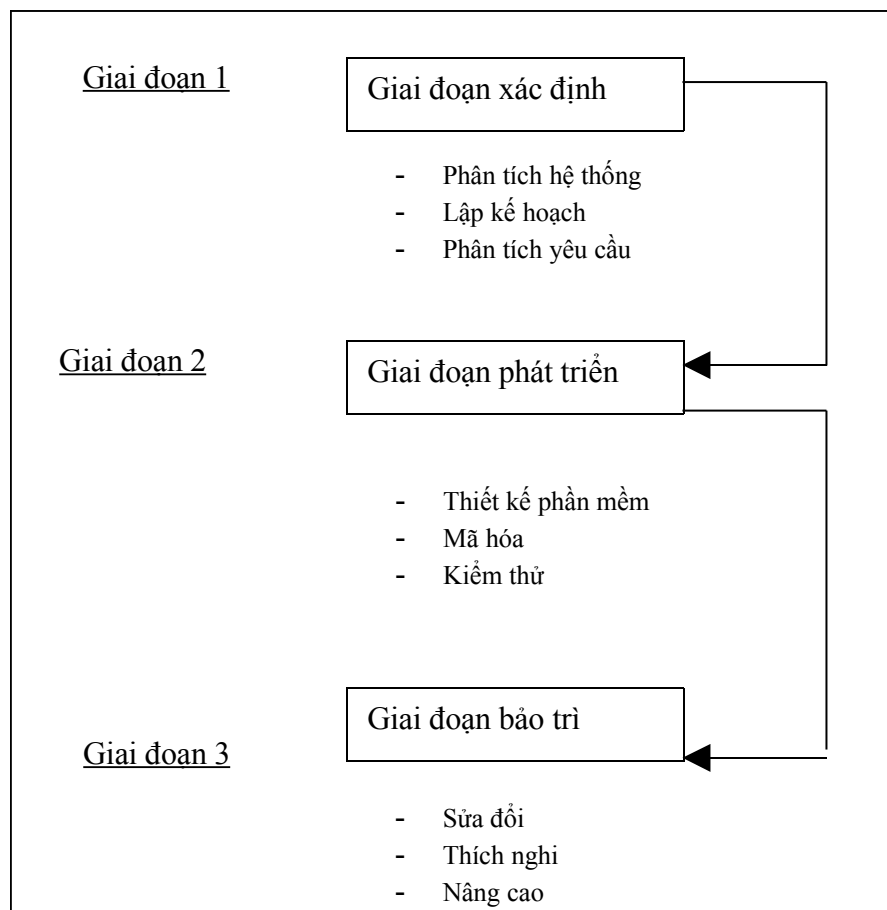 Giai đoạn 1
Giai đoạn xác định
- Phân tích hệ thống
- Lập kế hoạch
- Phân tích yêu cầu
Giai đoạn 2
Giai đoạn phát triển
- Thiết kế phần mềm
- Mã hóa
- Kiểm thử
Giai đoạn bảo trì
Giai đoạn 3
- Sửa đổi
- Thích nghi
- Nâng cao